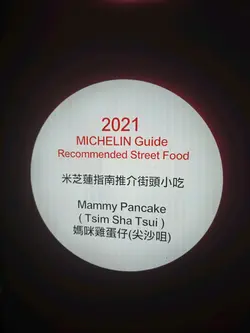 2021
MICHELIN Guide
Recommended Street Food
米芝蓮指南推介街頭小吃
Mammy Pancake
( Tsim Sha Tsui )
媽咪雞蛋仔(尖沙咀)